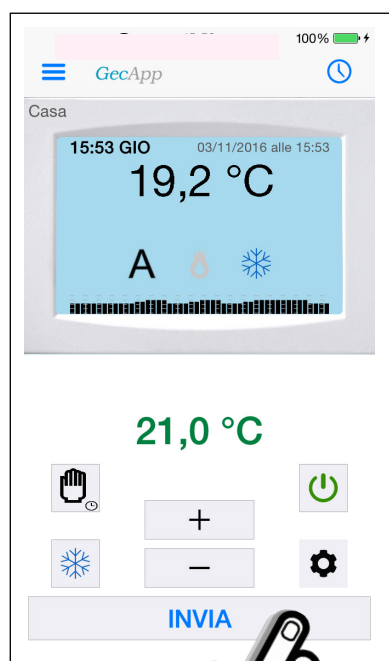 100%
GecApp
Casa
15:53 GIO 03/11/2016 alle 15:53
19,2 °C
A
21,0 °C
+
−
INVIA